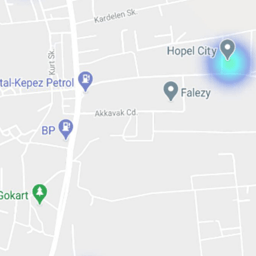 Kardelen Sk
Hopel City
Kurt Sk
tal-Kepez Petrol
Falezy
Akkavak Cd.
BP
Gokart